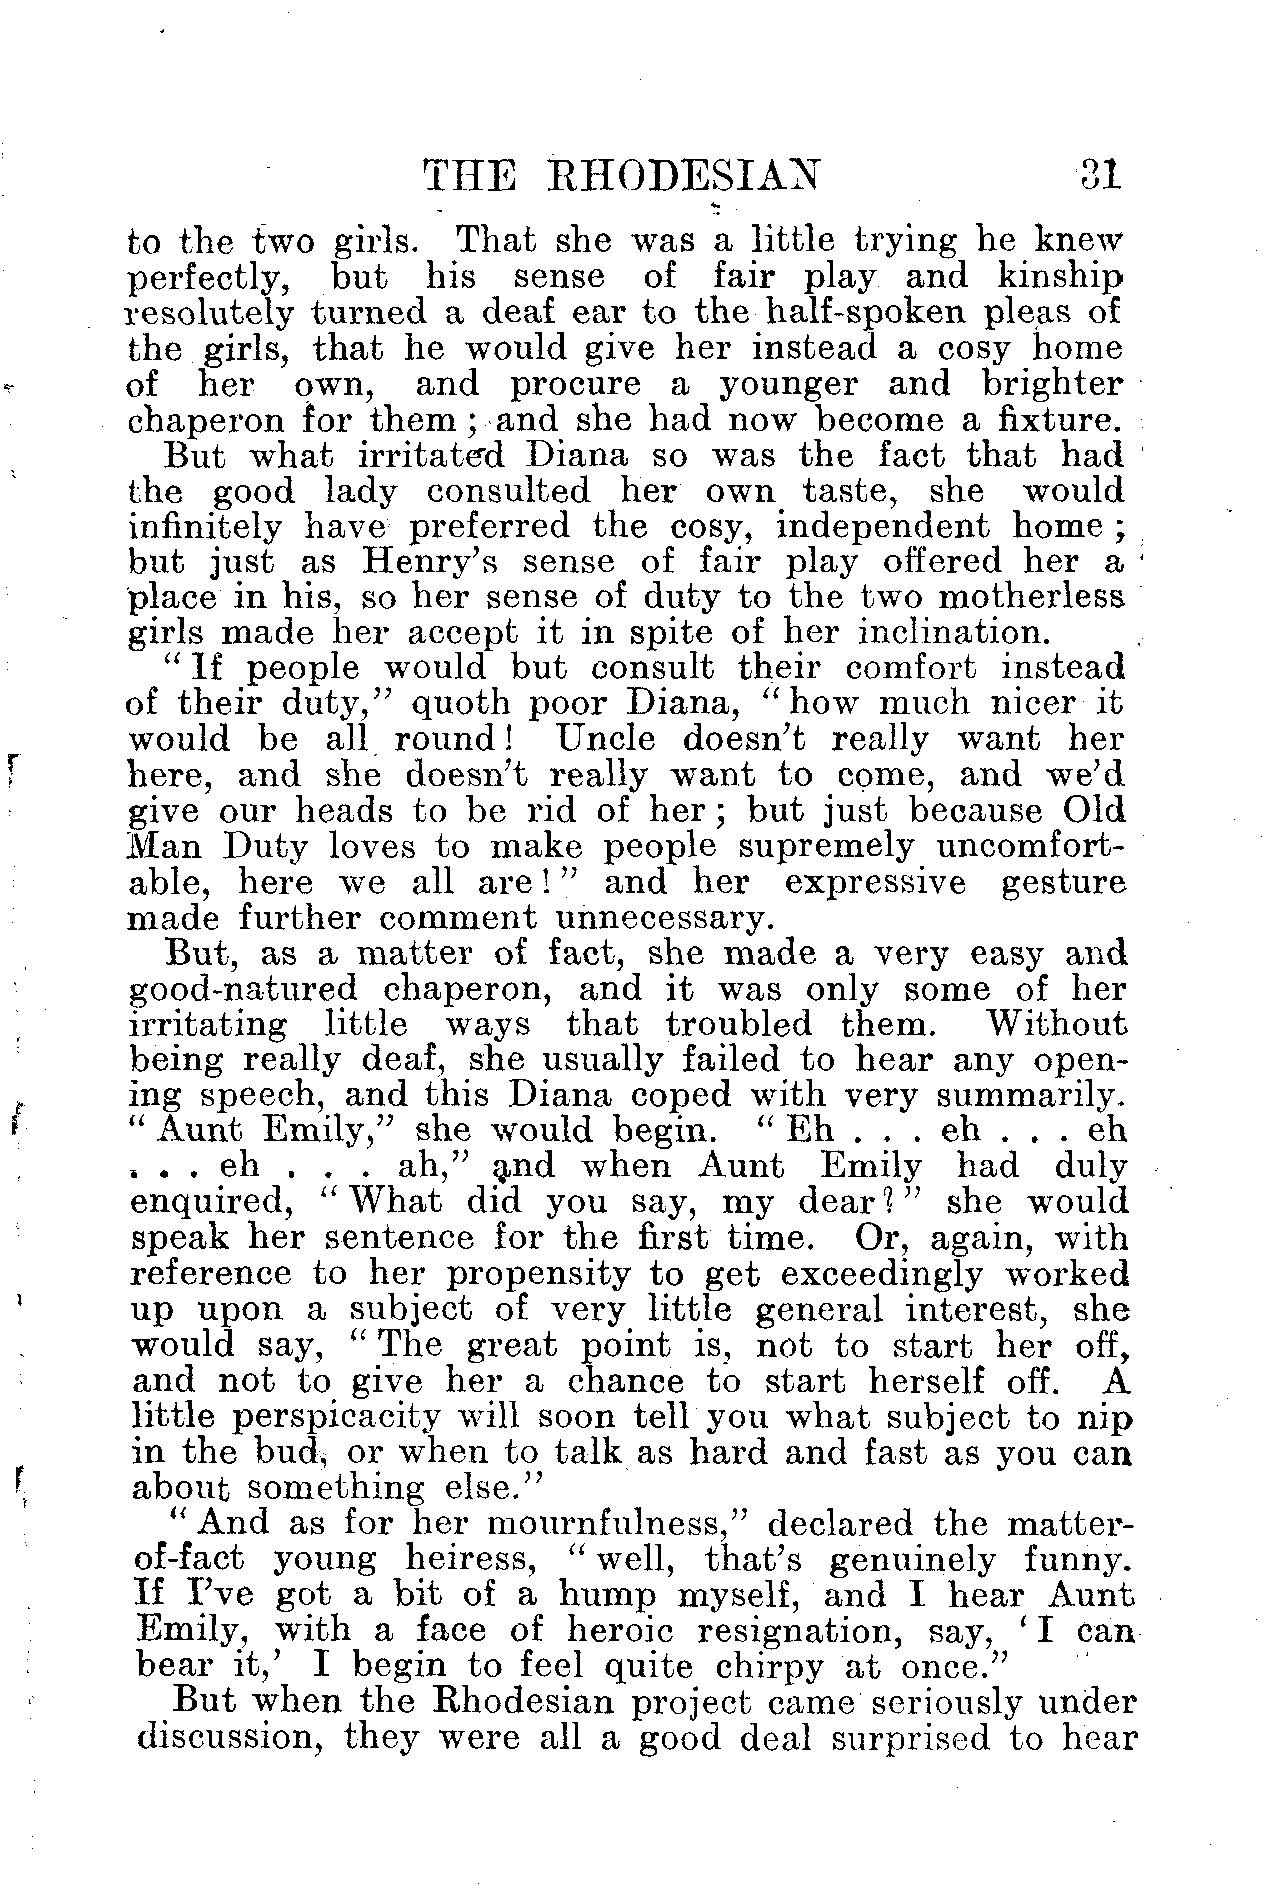 THE RHODESIAN 31
to the two girls. That she was a little trying he knew
perfectly, but his sense of fair play and kinship
resolutely turned a deaf ear to the half-spoken pleas of
the girls, that he would give her instead a cosy home
of her own, and procure a younger and brighter
chaperon for them ; and she had now become a fixture.
But what irritated Diana so was the fact that had
the good lady consulted her own taste, she would
infinitely have preferred the cosy, independent home ;
but just as Henry's sense of fair play offered her a
place in his, so her sense of duty to the two motherless
girls made her accept it in spite of her inclination.
" If people would but consult their comfort instead
of their duty," quoth poor Diana, " how much nicer it
would be all round! Uncle doesn't really want her
here, and she doesn't really want to come, and we'd
give our heads to be rid of her ; but just because Old
Man Duty loves to make people supremely uncomfort-
able, here we all are! " and her expressive gesture
made further comment unnecessary.
But, as a matter of fact, she made a very easy and
good-natured chaperon, and it was only some of her
irritating little ways that troubled them. Without
being really deaf, she usually failed to hear any open-
ing speech, and this Diana coped with very summarily.
" Aunt Emily," she would begin. " Eh . . . eh . . . eh
. . . eh . . . ah," and when Aunt Emily had duly
enquired, " What did you say, my dear? " she would
speak her sentence for the first time. Or, again, with
reference to her propensity to get exceedingly worked
up upon a subject of very little general interest, she
would say, " The great point is, not to start her off,
and not to give her a chance to start herself off. A
little perspicacity will soon tell you what subject to nip
in the bud, or when to talk as hard and fast as you can
about something else."
" And as for her mournfulness," declared the matter-
of-fact young heiress, " well, that's genuinely funny.
If I've got a bit of a hump myself, and I hear Aunt
Emily, with a face of heroic resignation, say, ' I can
bear it,' I begin to feel quite chirpy at once."
But when the Rhodesian project came seriously under
discussion, they were all a good deal surprised to hear